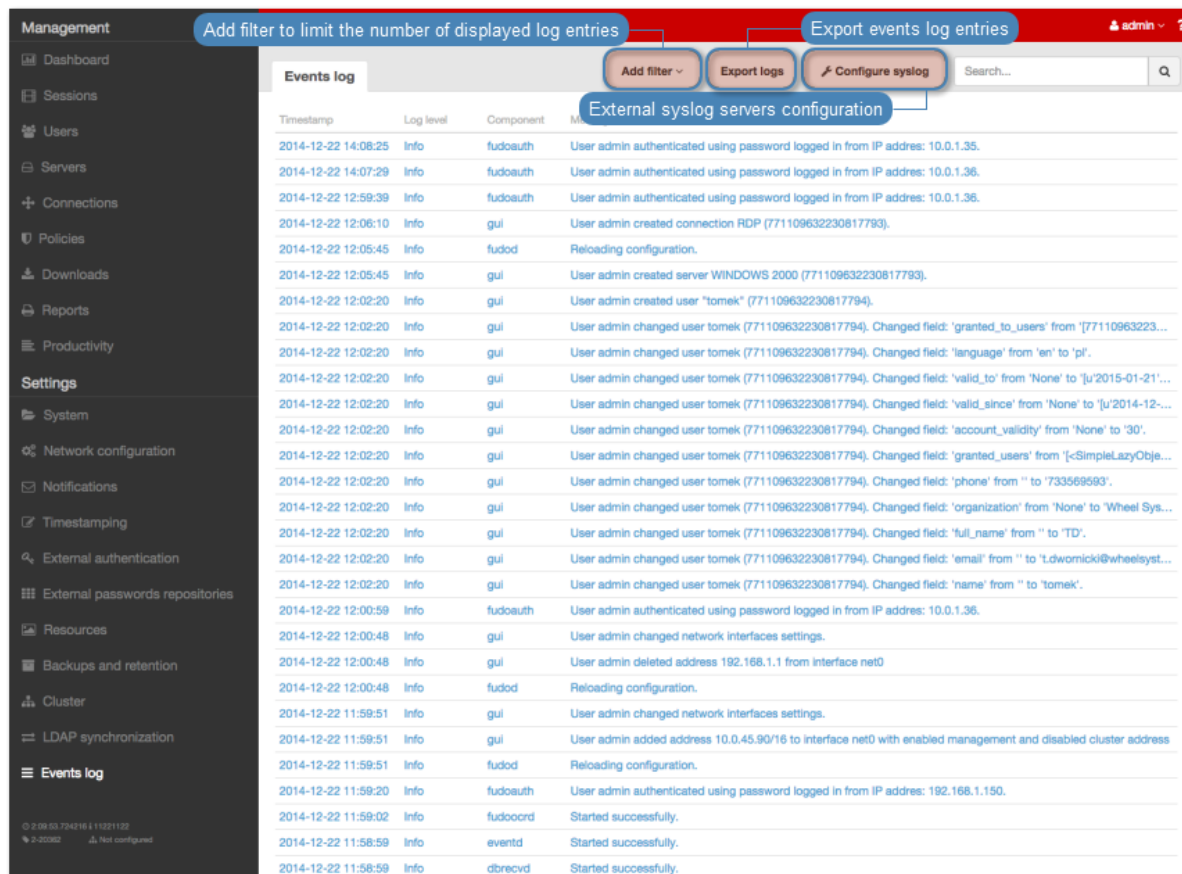 Management
Add filter to limit the number of displayed log entries
Export events log entries
admin
?
Dashboard
Sessions
Users
Servers
Connections
Policies
Downloads
Reports
Productivity
Settings
System
Network configuration
Notifications
Timestamping
External authentication
External passwords repositories
Resources
Backups and retention
Cluster
LDAP synchronization
Events log
2-20362 Not configured
Events log
Add filter
Export logs
Configure syslog
Search...
External syslog servers configuration
Timestamp Log level Component
2014-12-22 14:08:25 Info fudoauth User admin authenticated using password logged in from IP addres: 10.0.1.35.
2014-12-22 14:07:29 Info fudoauth User admin authenticated using password logged in from IP addres: 10.0.1.36.
2014-12-22 12:59:39 Info fudoauth User admin authenticated using password logged in from IP addres: 10.0.1.36.
2014-12-22 12:06:10 Info gui User admin created connection RDP (771109632230817793).
2014-12-22 12:05:45 Info fudod Reloading configuration.
2014-12-22 12:05:45 Info gui User admin created server WINDOWS 2000 (771109632230817793).
2014-12-22 12:02:20 Info gui User admin created user "tomek" (771109632230817794).
2014-12-22 12:02:20 Info gui User admin changed user tomek (771109632230817794). Changed field: 'granted_to_users' from '[77110963223...
2014-12-22 12:02:20 Info gui User admin changed user tomek (771109632230817794). Changed field: 'language' from 'en' to 'pl'.
2014-12-22 12:02:20 Info gui User admin changed user tomek (771109632230817794). Changed field: 'valid_to' from 'None' to '[u'2015-01-21'...
2014-12-22 12:02:20 Info gui User admin changed user tomek (771109632230817794). Changed field: 'valid_since' from 'None' to '[u'2014-12-...
2014-12-22 12:02:20 Info gui User admin changed user tomek (771109632230817794). Changed field: 'account_validity' from 'None' to '30'.
2014-12-22 12:02:20 Info gui User admin changed user tomek (771109632230817794). Changed field: 'granted_users' from '[<SimpleLazyObje...
2014-12-22 12:02:20 Info gui User admin changed user tomek (771109632230817794). Changed field: 'phone' from '' to '733569593'.
2014-12-22 12:02:20 Info gui User admin changed user tomek (771109632230817794). Changed field: 'organization' from 'None' to 'Wheel Sys...
2014-12-22 12:02:20 Info gui User admin changed user tomek (771109632230817794). Changed field: 'full_name' from '' to 'TD'.
2014-12-22 12:02:20 Info gui User admin changed user tomek (771109632230817794). Changed field: 'email' from '' to 't.dwornicki@wheelsyst...
2014-12-22 12:02:20 Info gui User admin changed user tomek (771109632230817794). Changed field: 'name' from '' to 'tomek'.
2014-12-22 12:00:59 Info fudoauth User admin authenticated using password logged in from IP addres: 10.0.1.36.
2014-12-22 12:00:48 Info gui User admin changed network interfaces settings.
2014-12-22 12:00:48 Info gui User admin deleted address 192.168.1.1 from interface net0
2014-12-22 12:00:48 Info fudod Reloading configuration.
2014-12-22 11:59:51 Info gui User admin changed network interfaces settings.
2014-12-22 11:59:51 Info gui User admin added address 10.0.45.90/16 to interface net0 with enabled management and disabled cluster address
2014-12-22 11:59:51 Info fudod Reloading configuration.
2014-12-22 11:59:20 Info fudoauth User admin authenticated using password logged in from IP addres: 192.168.1.150.
2014-12-22 11:59:02 Info fudoocrd Started successfully.
2014-12-22 11:58:59 Info eventd Started successfully.
2014-12-22 11:58:59 Info dbrecvd Started successfully.